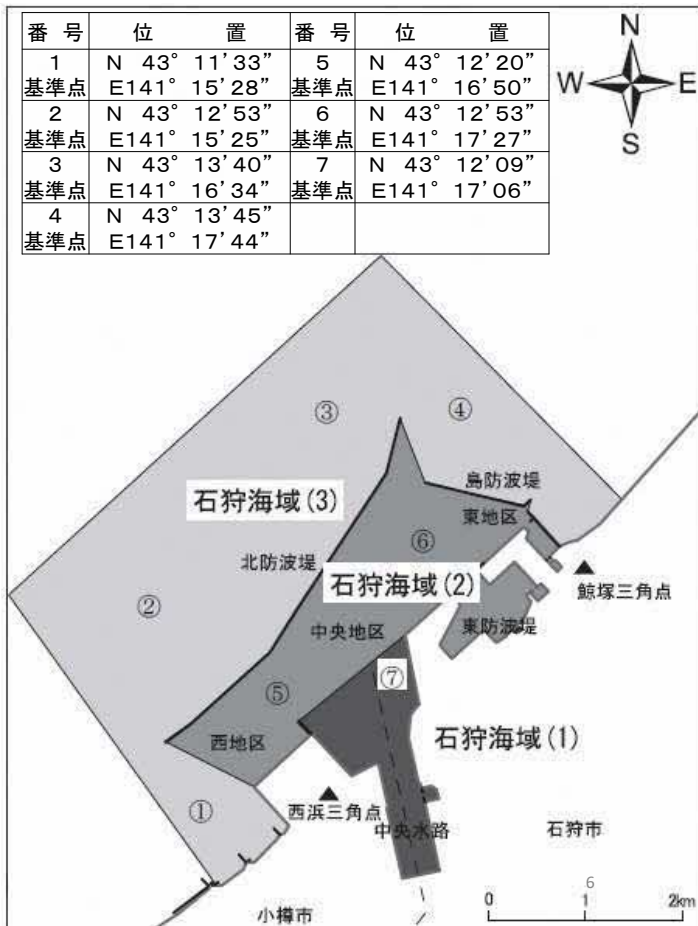 番 号 位 置 番 号 位 置
1 N 43° 11’33” 5 N 43° 12’20”
基準点 E141° 15’28” 基準点 E141° 16’50”
2 N 43° 12’53” 6 N 43° 12’53”
基準点 E141° 15’25” 基準点 E141° 17’27”
3 N 43° 13’40” 7 N 43° 12’09”
基準点 E141° 16’34” 基準点 E141° 17’06”
4 N 43° 13’45”
基準点 E141° 17’44”
N
W E
S
③
④
島防波堤
石狩海域(3)
東地区
北防波堤
⑥
②
石狩海域(2)
鯨塚三角点
中央地区
東防波堤
⑤
⑦
西地区
石狩海域(1)
①
西浜三角点
中央水路
石狩市
小樽市
6
0 1 2km